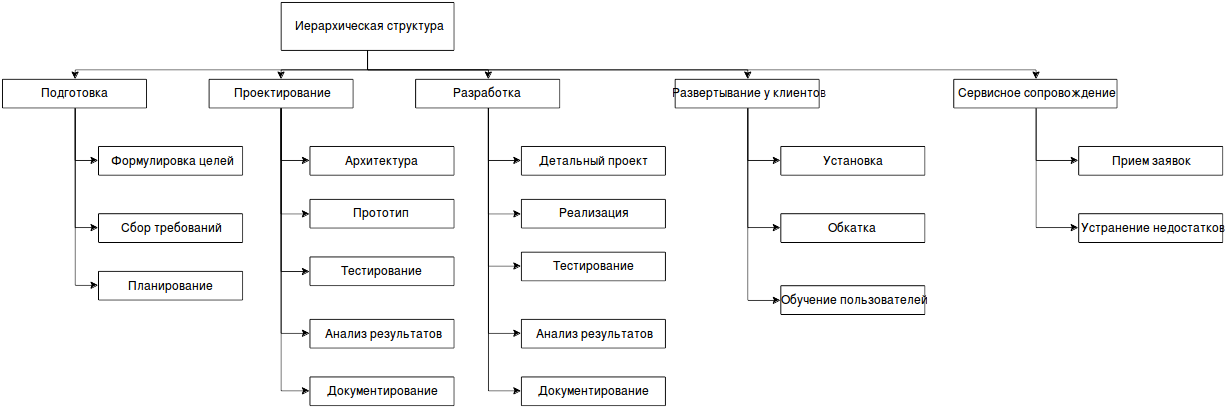 Иерархическая структура
Подготовка
Проектирование
Разработка
Развертывание у клиентов
Сервисное сопровождение
Формулировка целей
Сбор требований
Планирование
Архитектура
Прототип
Тестирование
Анализ результатов
Документирование
Детальный проект
Реализация
Тестирование
Анализ результатов
Документирование
Установка
Обкатка
Обучение пользователей
Прием заявок
Устранение недостатков